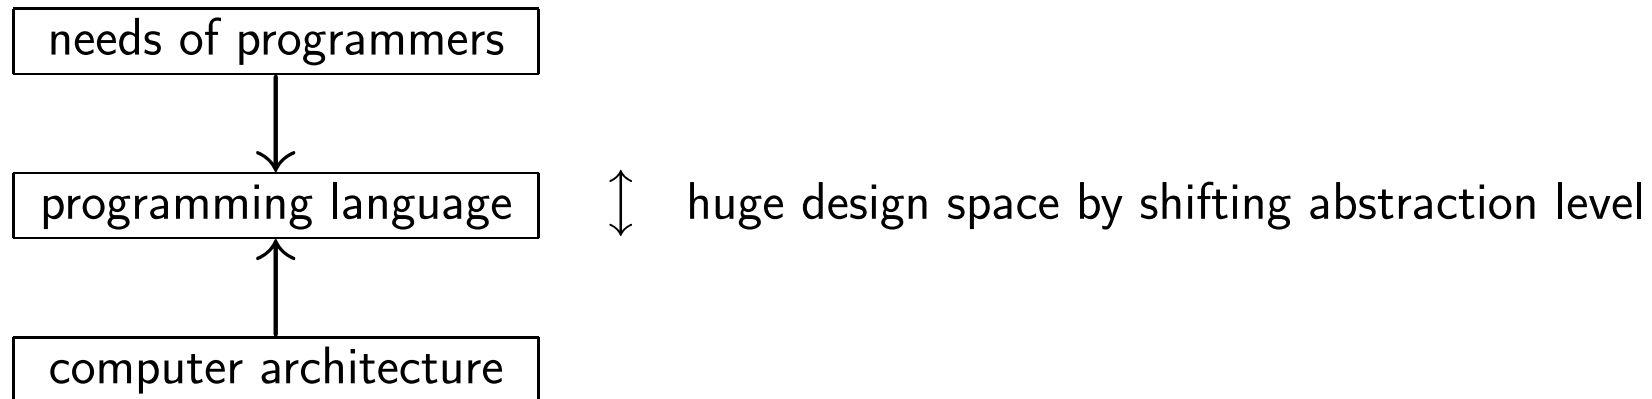 needs of programmers
programming language
huge design space by shifting abstraction level
computer architecture